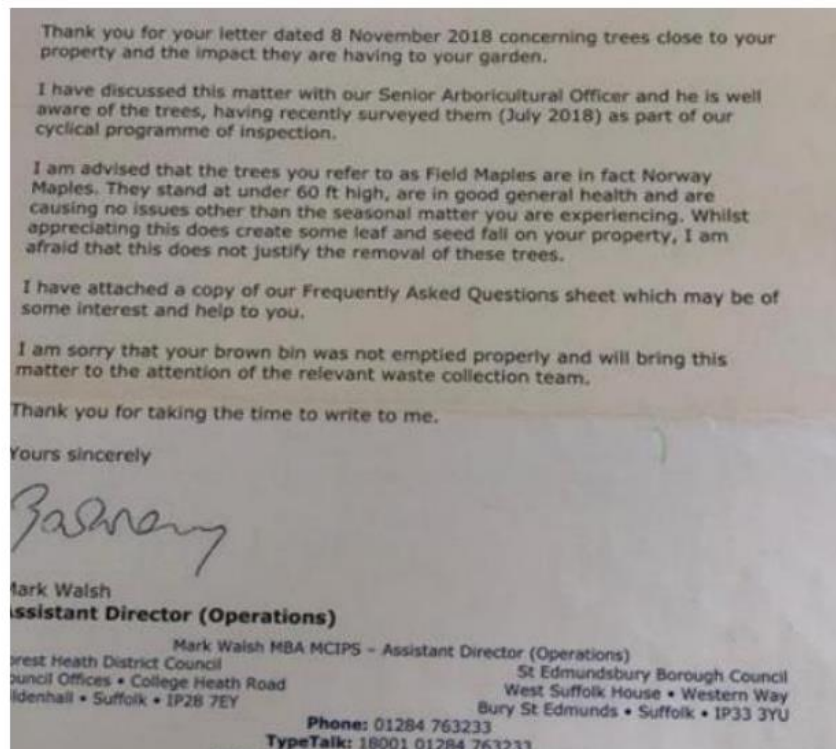 Thank you for your letter dated 8 November 2018 concerning trees close to your
property and the impact they are having to your garden.
I have discussed this matter with our Senior Arboricultural Officer and he is well
aware of the trees, having recently surveyed them (July 2018) as part of our
cyclical programme of inspection.
I am advised that the trees you refer to as Field Maples are in fact Norway
Maples. They stand at under 60 ft high, are in good general health and are
causing no issues other than the seasonal matter you are experiencing. Whilst
appreciating this does create some leaf and seed fall on your property, I am
afraid that this does not justify the removal of these trees.
I have attached a copy of our Frequently Asked Questions sheet which may be of
some interest and help to you.
I am sorry that your brown bin was not emptied properly and will bring this
matter to the attention of the relevant waste collection team.
Thank you for taking the time to write to me.
Yours sincerely
Mark Walsh
Assistant Director (Operations)
Mark Walsh MBA MCIPS – Assistant Director (Operations)
orest Heath District Council
ouncil Offices • College Heath Road
ildenhall • Suffolk • IP28 7EY
St Edmundsbury Borough Council
West Suffolk House • Western Way
Bury St Edmunds • Suffolk • IP33 3YU
Phone: 01284 763233
TypeTalk: 18001 01284 763233